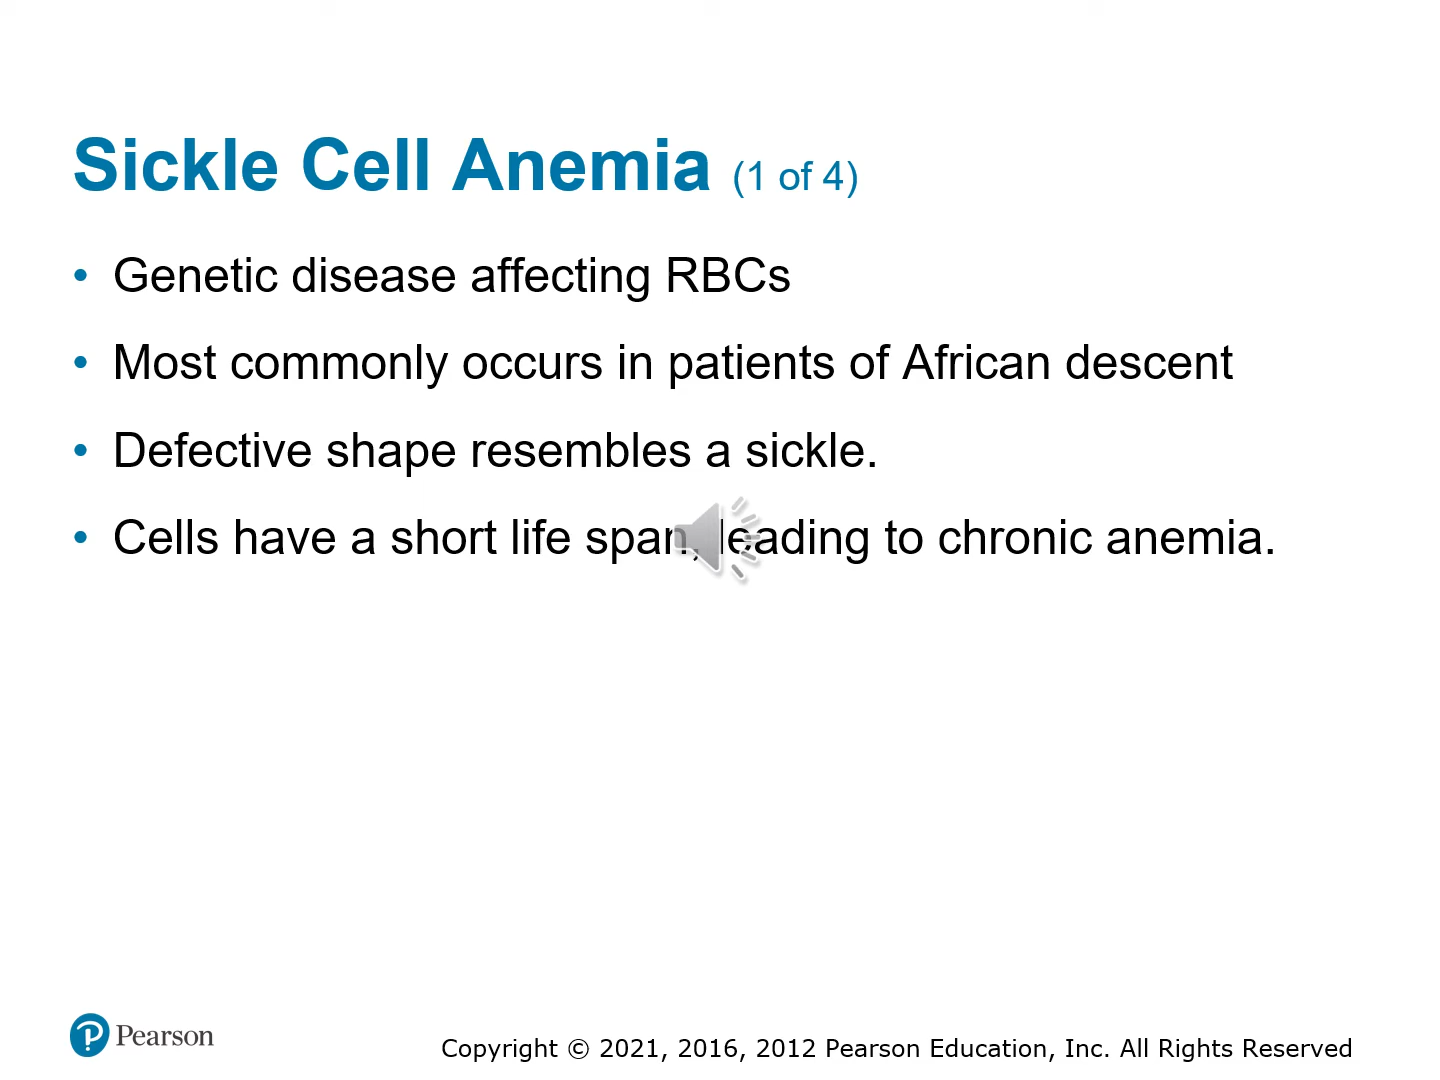 Sickle Cell Anemia (1 of 4)
• Genetic disease affecting RBCs
• Most commonly occurs in patients of African descent
• Defective shape resembles a sickle.
• Cells have a short life span, leading to chronic anemia.
Pearson
Copyright © 2021, 2016, 2012 Pearson Education, Inc. All Rights Reserved